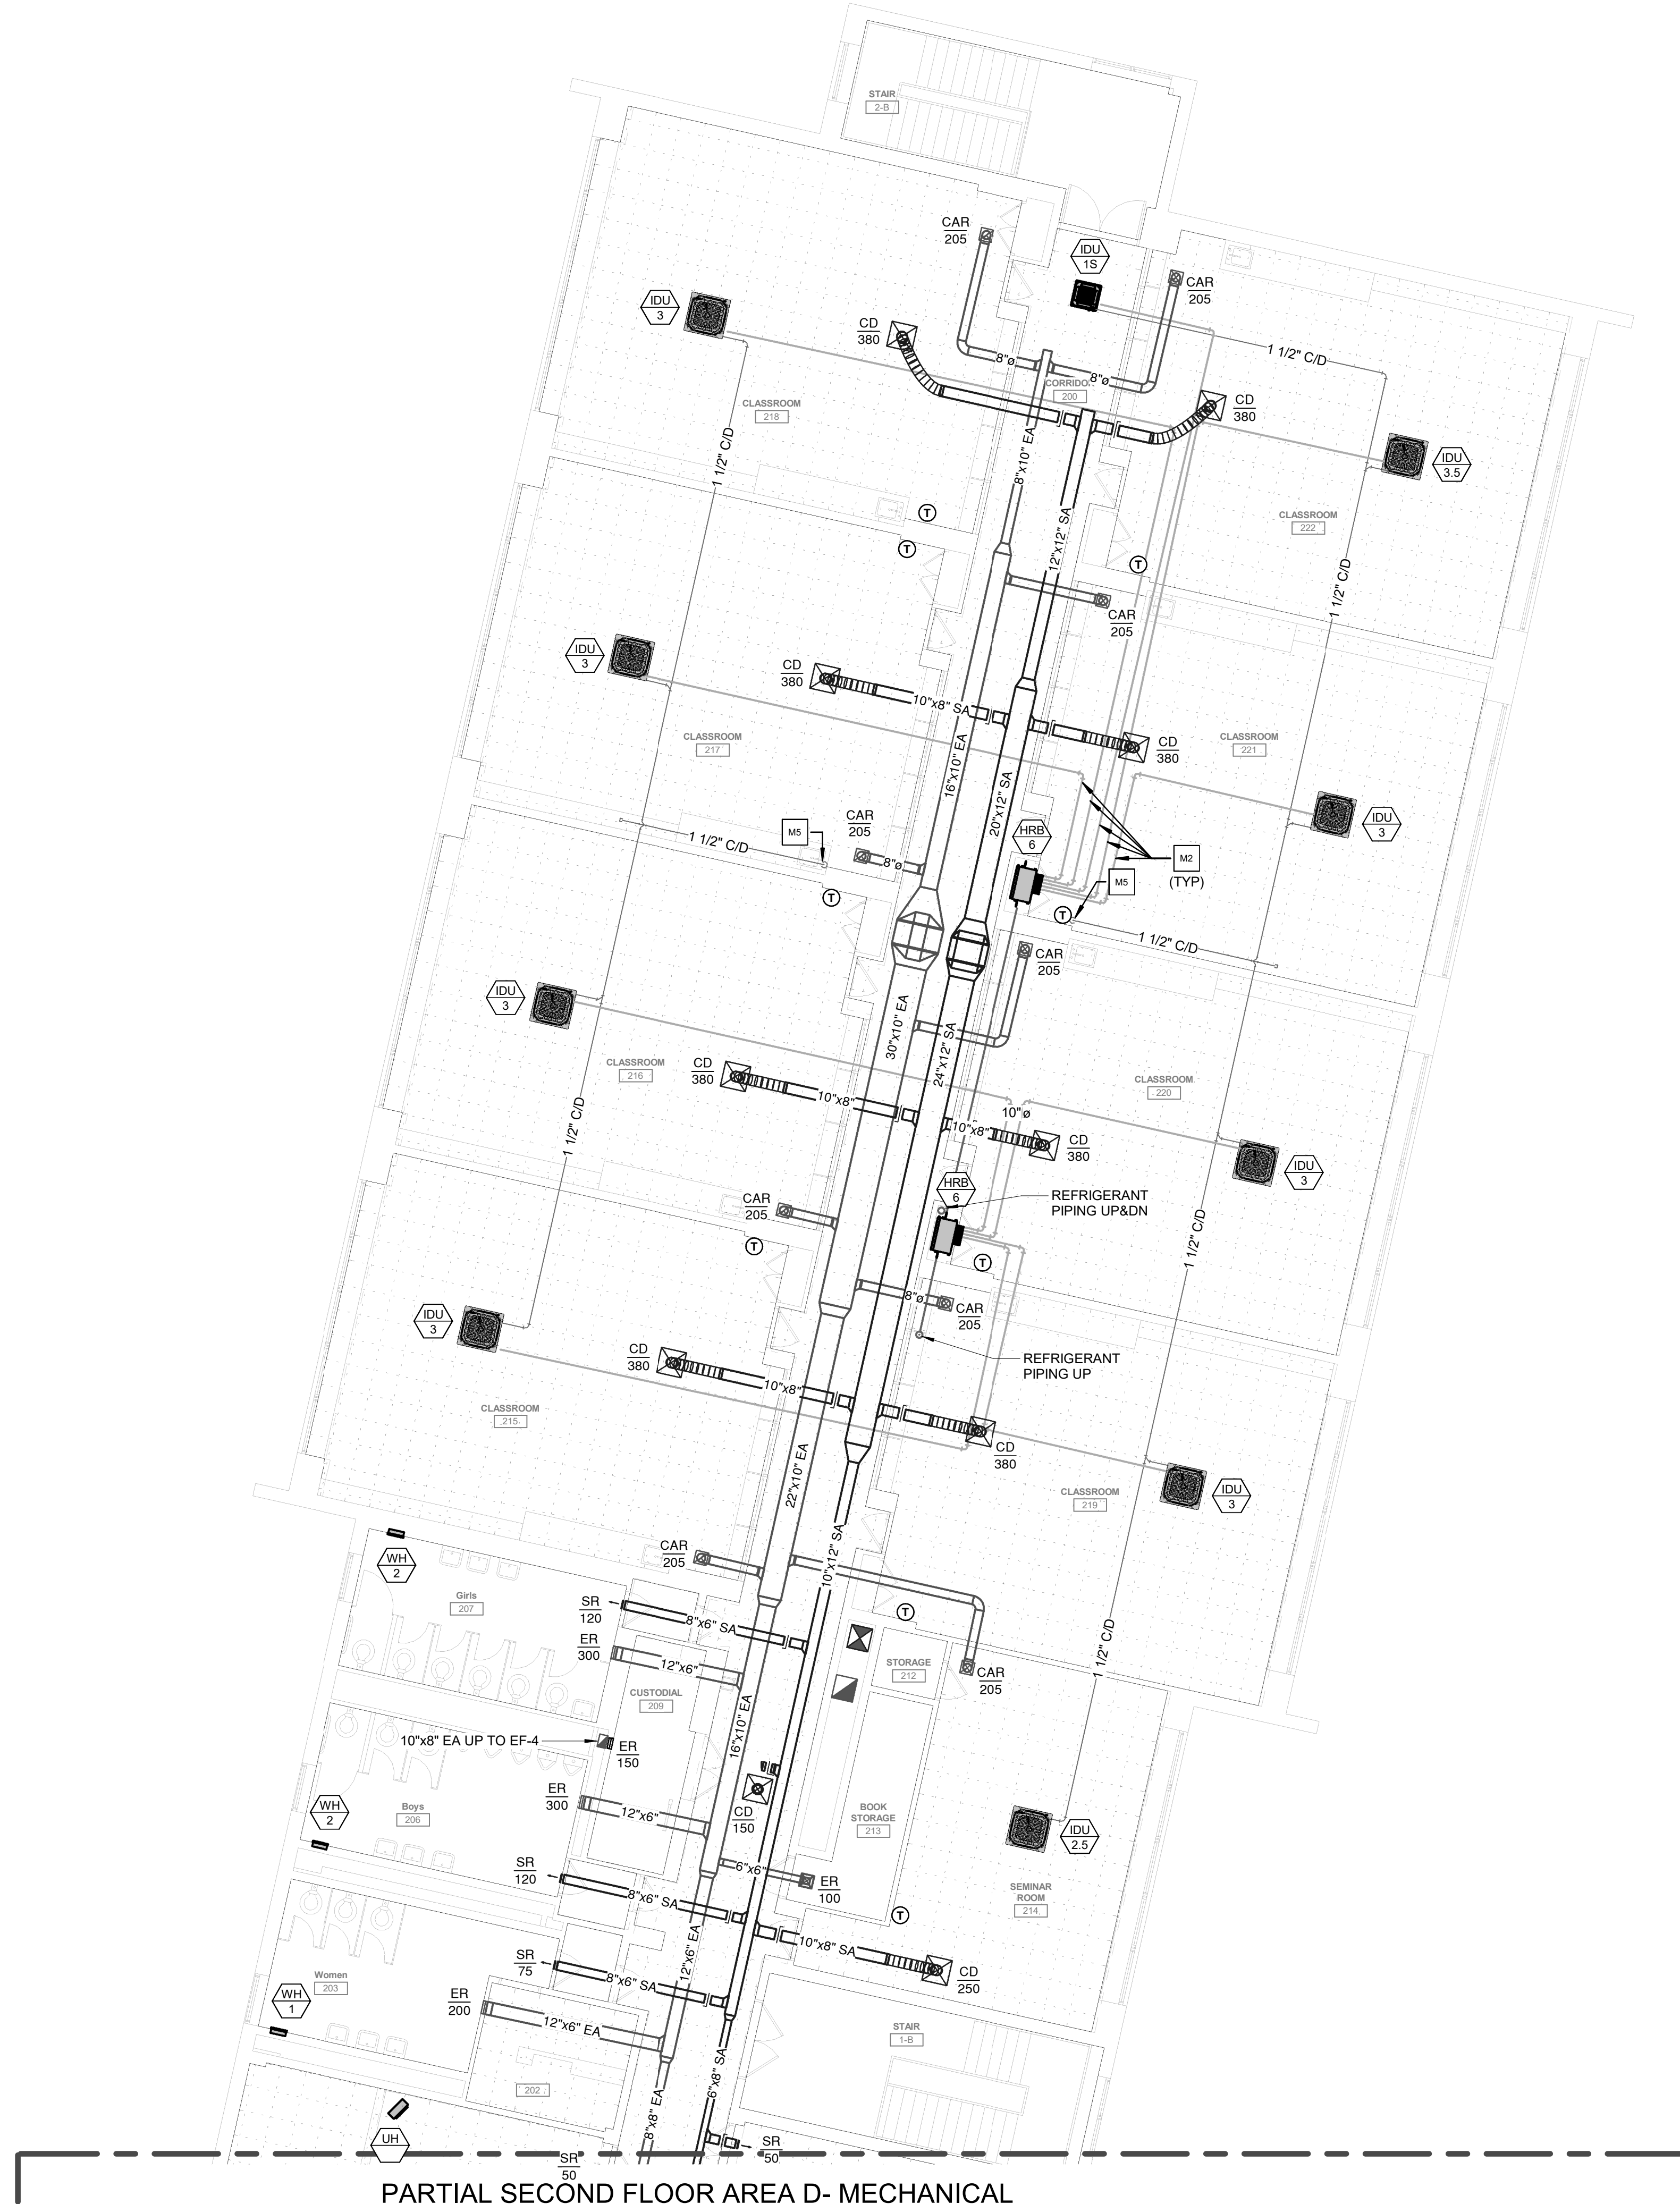 STAIR
2-B
CAR
205
IDU
1S
CAR
205
IDU
3
CD
380
8"ø
8"ø
CORRIDO
200
1 1/2" C/D
CD
380
CLASSROOM
218
1 1/2" C/D
8"x10" EA
IDU
3.5
CLASSROOM
222
T
T
12"x12" SA
T
1 1/2" C/D
CAR
205
IDU
3
CD
380
10"x8" SA
CLASSROOM
217
16"x10" EA
CD
380
CLASSROOM
221
20"x12" SA
IDU
3
CAR
205
M5
1 1/2" C/D
8"ø
HRB
6
M2
(TYP)
M5
T
T
1 1/2" C/D
CAR
205
IDU
3
30"x10" EA
24"x12" SA
CLASSROOM
216
CD
380
10"x8"
CLASSROOM
220
10"ø
10"x8"
CD
380
1 1/2" C/D
IDU
3
HRB
6
REFRIGERANT
PIPING UP&DN
CAR
205
T
T
1 1/2" C/D
8"ø
CAR
205
IDU
3
CD
380
REFRIGERANT
PIPING UP
10"x8"
CLASSROOM
215
CD
380
22"x10" EA
CLASSROOM
219
IDU
3
10"x12" SA
CAR
205
WH
2
Girls
207
SR
120
8"x6" SA
T
ER
300
12"x6"
STORAGE
212
CAR
205
1 1/2" C/D
CUSTODIAL
209
10"x8" EA UP TO EF-4
ER
150
16"x10" EA
ER
300
12"x6"
CD
150
WH
2
Boys
206
BOOK
STORAGE
213
IDU
2.5
SR
120
8"x6" SA
6"x6"
ER
100
SEMINAR
ROOM
214
T
12"x6" EA
10"x8" SA
CD
250
SR
75
8"x6" SA
Women
203
WH
1
ER
200
12"x6" EA
STAIR
1-B
202
6"x8" SA
8"x8" EA
UH
SR
50
SR
50
PARTIAL SECOND FLOOR AREA D- MECHANICAL